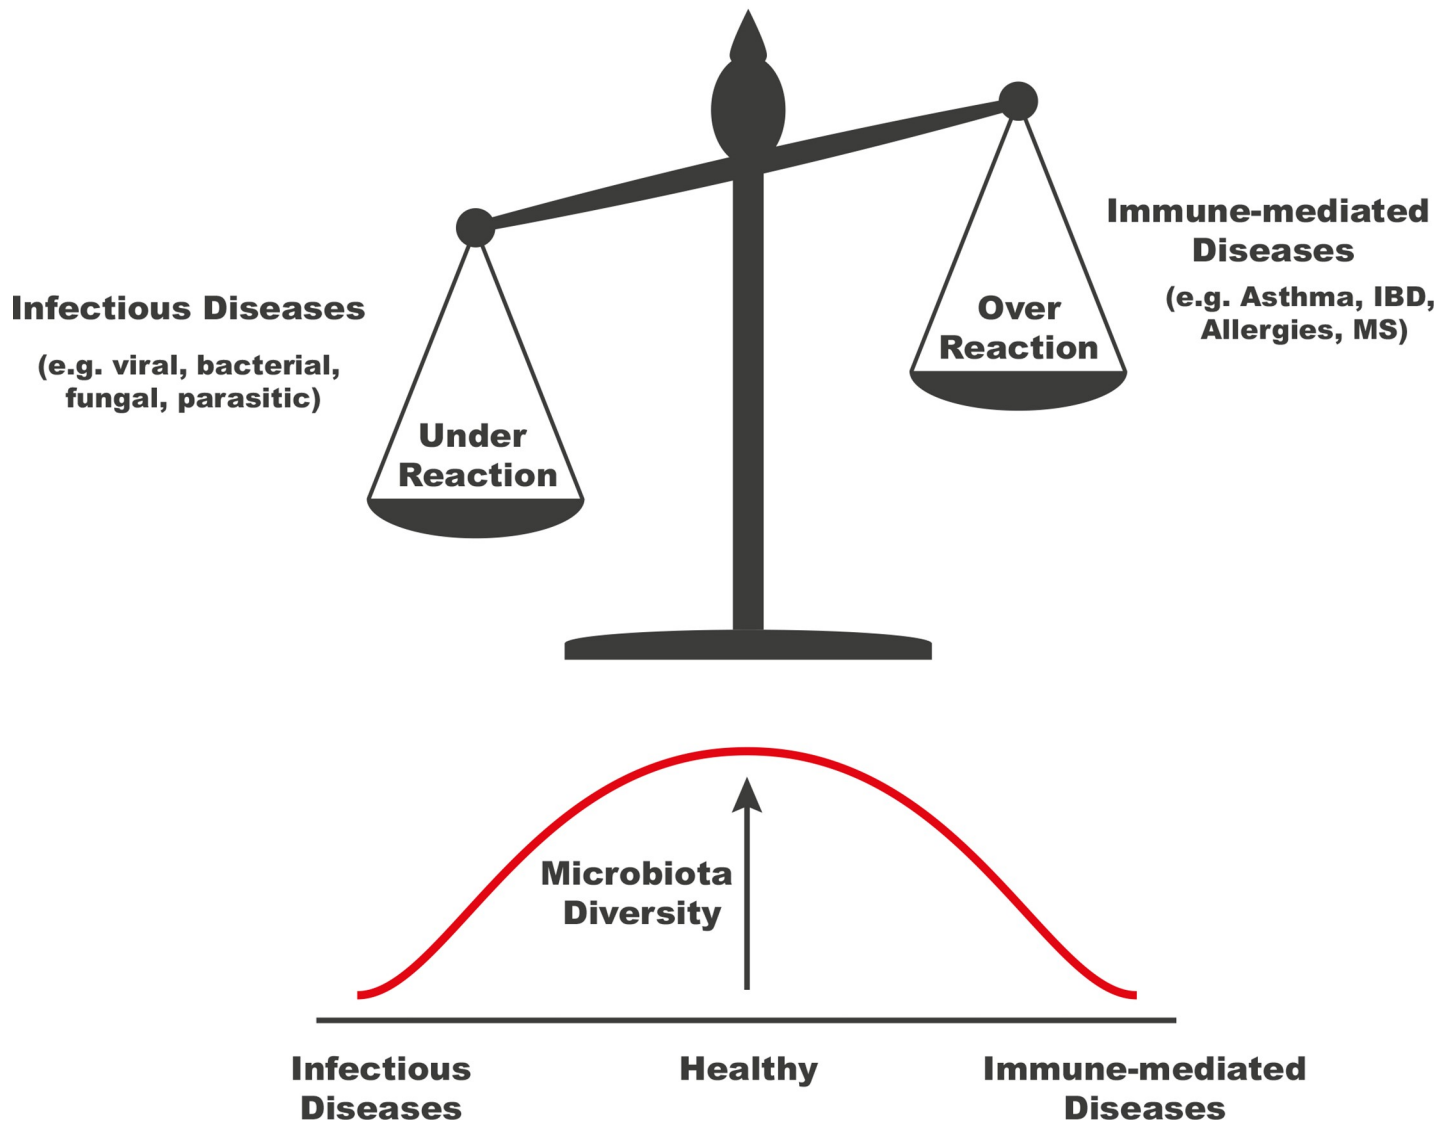 Immune-mediated
Diseases
(e.g. Asthma, IBD,
Allergies, MS)
Over
Reaction
Infectious Diseases
(e.g. viral, bacterial,
fungal, parasitic)
Under
Reaction
Microbiota
Diversity
Infectious
Diseases
Healthy
Immune-mediated
Diseases